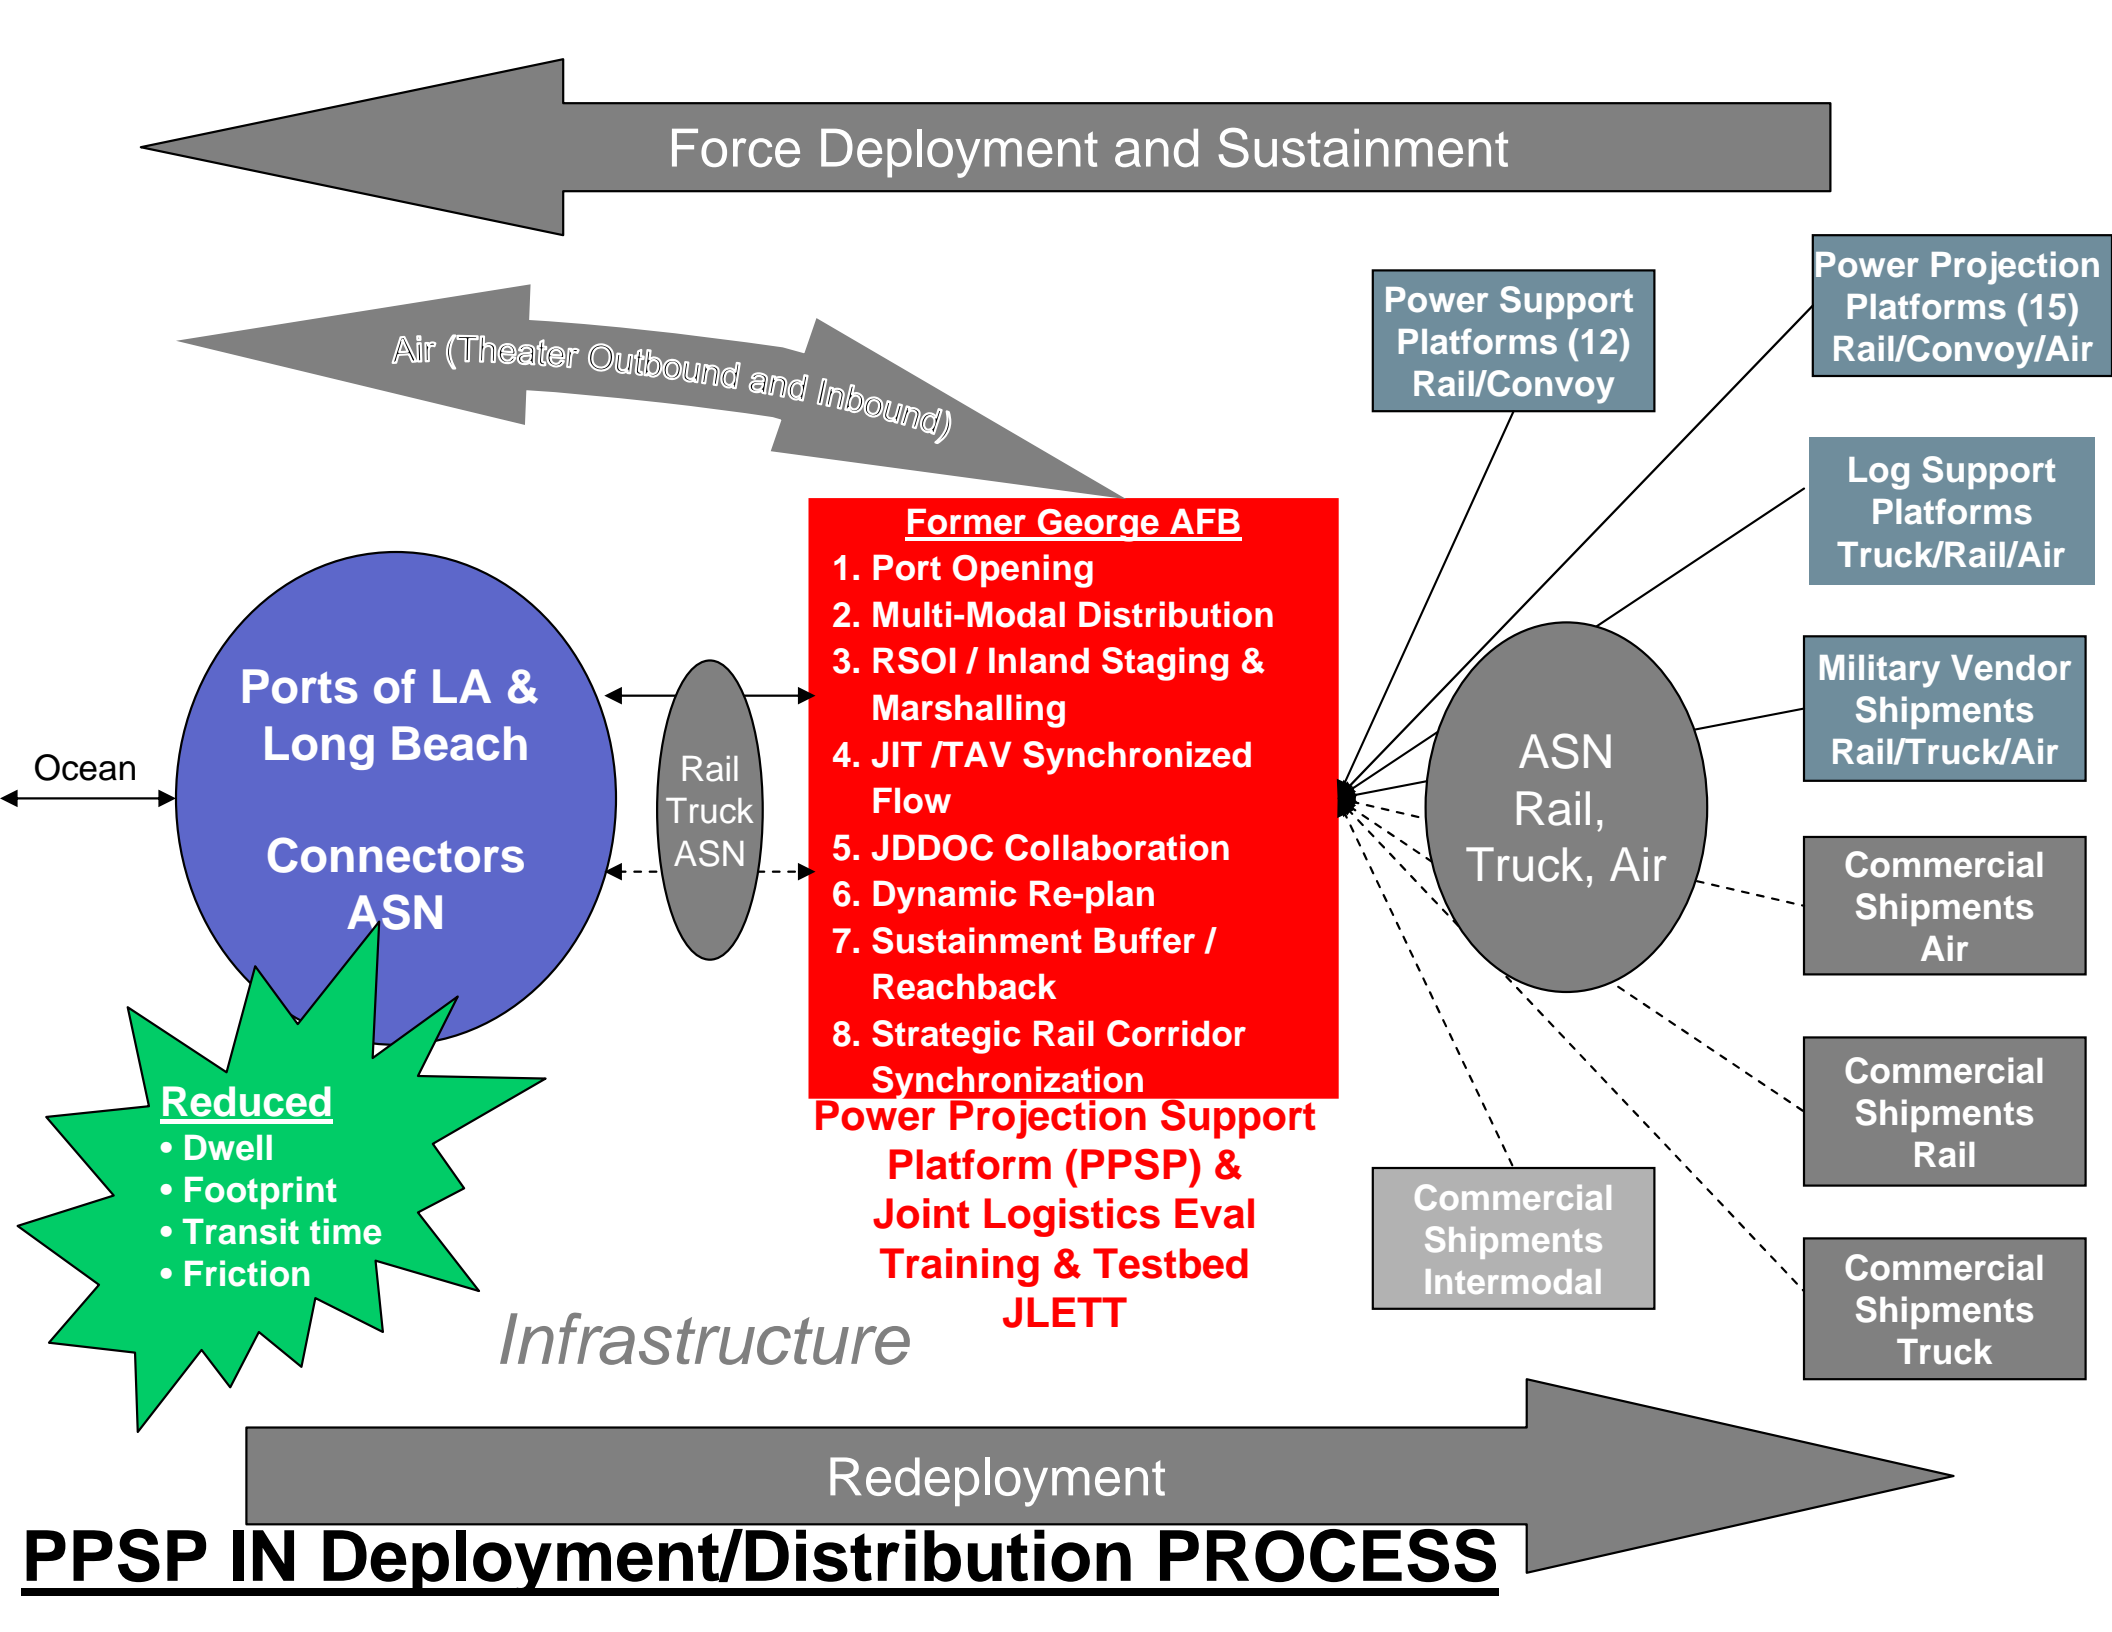 Force Deployment and Sustainment
Air (Theater Outbound and Inbound)
Power Support
Platforms (12)
Rail/Convoy
Power Projection
Platforms (15)
Rail/Convoy/Air
Log Support
Platforms
Truck/Rail/Air
Military Vendor
Shipments
Rail/Truck/Air
Ocean
Ports of LA &
Long Beach
Connectors
ASN
Rail
Truck
ASN
Former George AFB
1. Port Opening
2. Multi-Modal Distribution
3. RSOI / Inland Staging &
Marshalling
4. JIT /TAV Synchronized
Flow
5. JDDOC Collaboration
6. Dynamic Re-plan
7. Sustainment Buffer /
Reachback
8. Strategic Rail Corridor
Synchronization
Power Projection Support
Platform (PPSP) &
Joint Logistics Eval
Training & Testbed
JLETT
ASN
Rail,
Truck, Air
Commercial
Shipments
Air
Commercial
Shipments
Rail
Commercial
Shipments
Intermodal
Commercial
Shipments
Truck
Reduced
• Dwell
• Footprint
• Transit time
• Friction
Infrastructure
Redeployment
PPSP IN Deployment/Distribution PROCESS